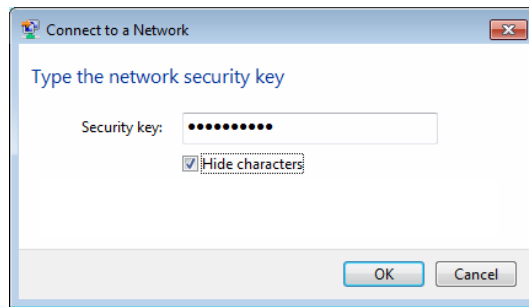 Connect to a Network
Type the network security key
Security key: ••••••••••
Hide characters
OK Cancel